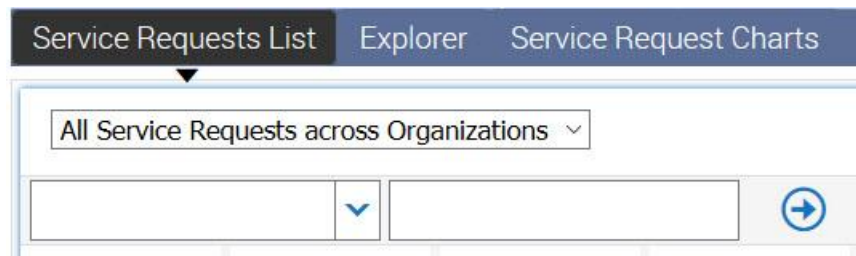 Service Requests List Explorer Service Request Charts
All Service Requests across Organizations